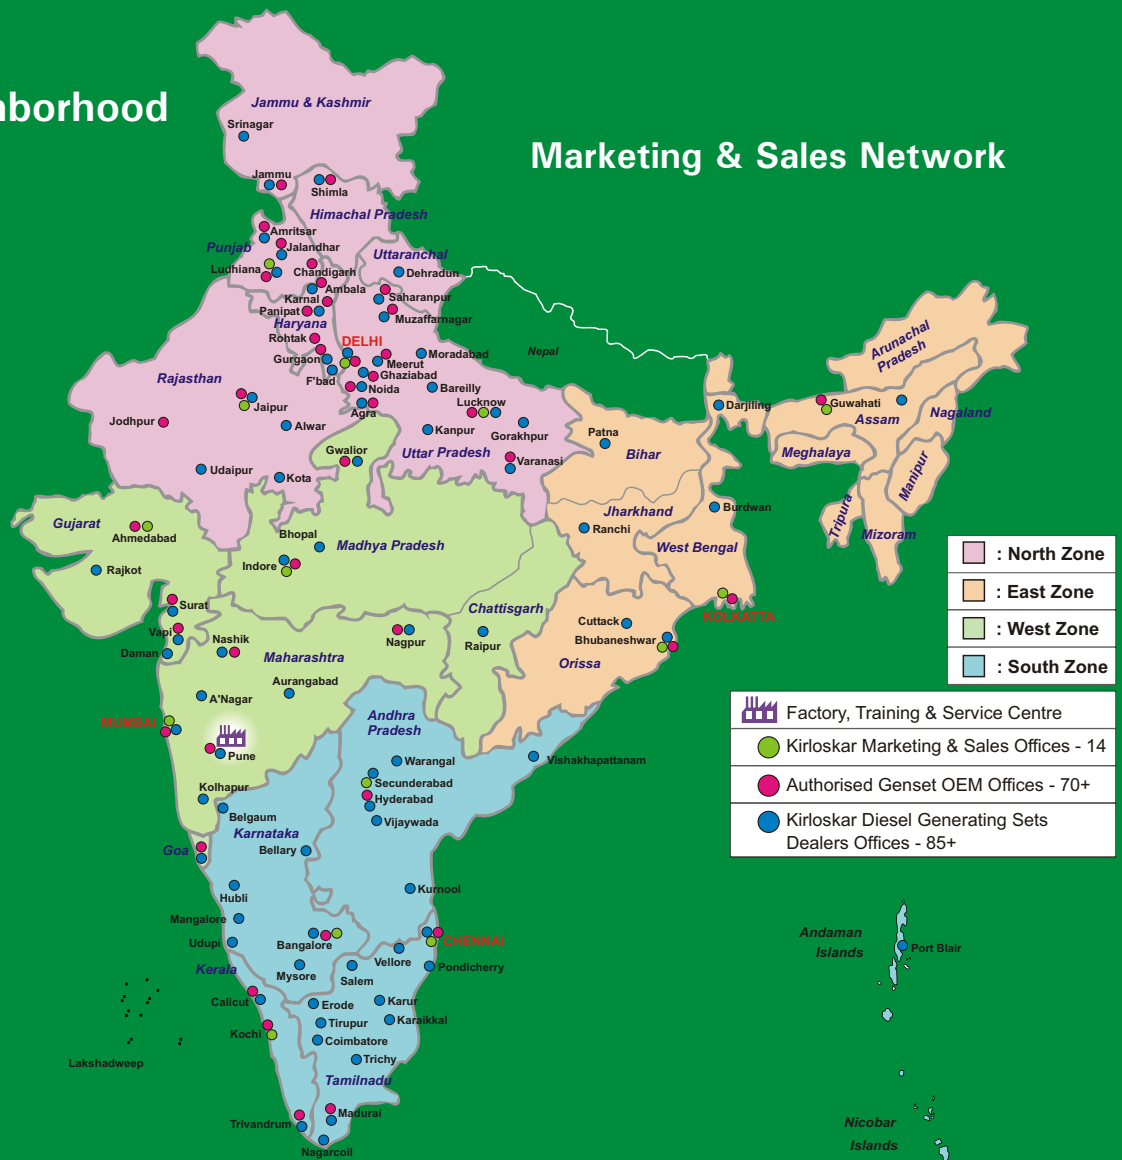 nborhood
Marketing & Sales Network
Jammu & Kashmir
Srinagar
Jammu
Shimla
Himachal Pradesh
Amritsar
Punjab
Jalandhar
Uttaranchal
Ludhiana
Chandigarh
Dehradun
Ambala
Karnal
Saharanpur
Panipat
Muzaffarnagar
Haryana
Rohtak
DELHI
Nepal
Gurgaon
Meerut
Moradabad
F'bad
Ghaziabad
Rajasthan
Noida
Bareilly
Jaipur
Agra
Lucknow
Jodhpur
Alwar
Kanpur
Gorakhpur
Gwalior
Uttar Pradesh
Varanasi
Udaipur
Kota
Patna
Bihar
Darjiling
Arunachal
Pradesh
Guwahati
Assam
Nagaland
Meghalaya
Manipur
Tripura
Mizoram
Gujarat
Ahmedabad
Bhopal
Madhya Pradesh
Indore
Rajkot
Jharkhand
Ranchi
Burdwan
West Bengal
KOLKATTA
Surat
Vapi
Daman
Nashik
Maharashtra
Nagpur
Chattisgarh
Raipur
Cuttack
Bhubaneshwar
Orissa
Aurangabad
A'Nagar
MUMBAI
Pune
Kolhapur
Belgaum
Andhra
Pradesh
Warangal
Vishakhapattanam
Secunderabad
Hyderabad
Vijaywada
Karnataka
Bellary
Goa
Hubli
Kurnool
Mangalore
Udupi
Bangalore
CHENNAI
Vellore
Pondicherry
Kerala
Mysore
Salem
Calicut
Erode
Karur
Tirupur
Karaikkal
Kochi
Coimbatore
Trichy
Lakshadweep
Tamilnadu
Madurai
Trivandrum
Nagarcoil
: North Zone
: East Zone
: West Zone
: South Zone
Factory, Training & Service Centre
Kirloskar Marketing & Sales Offices - 14
Authorised Genset OEM Offices - 70+
Kirloskar Diesel Generating Sets
Dealers Offices - 85+
Andaman
Islands
Port Blair
Nicobar
Islands